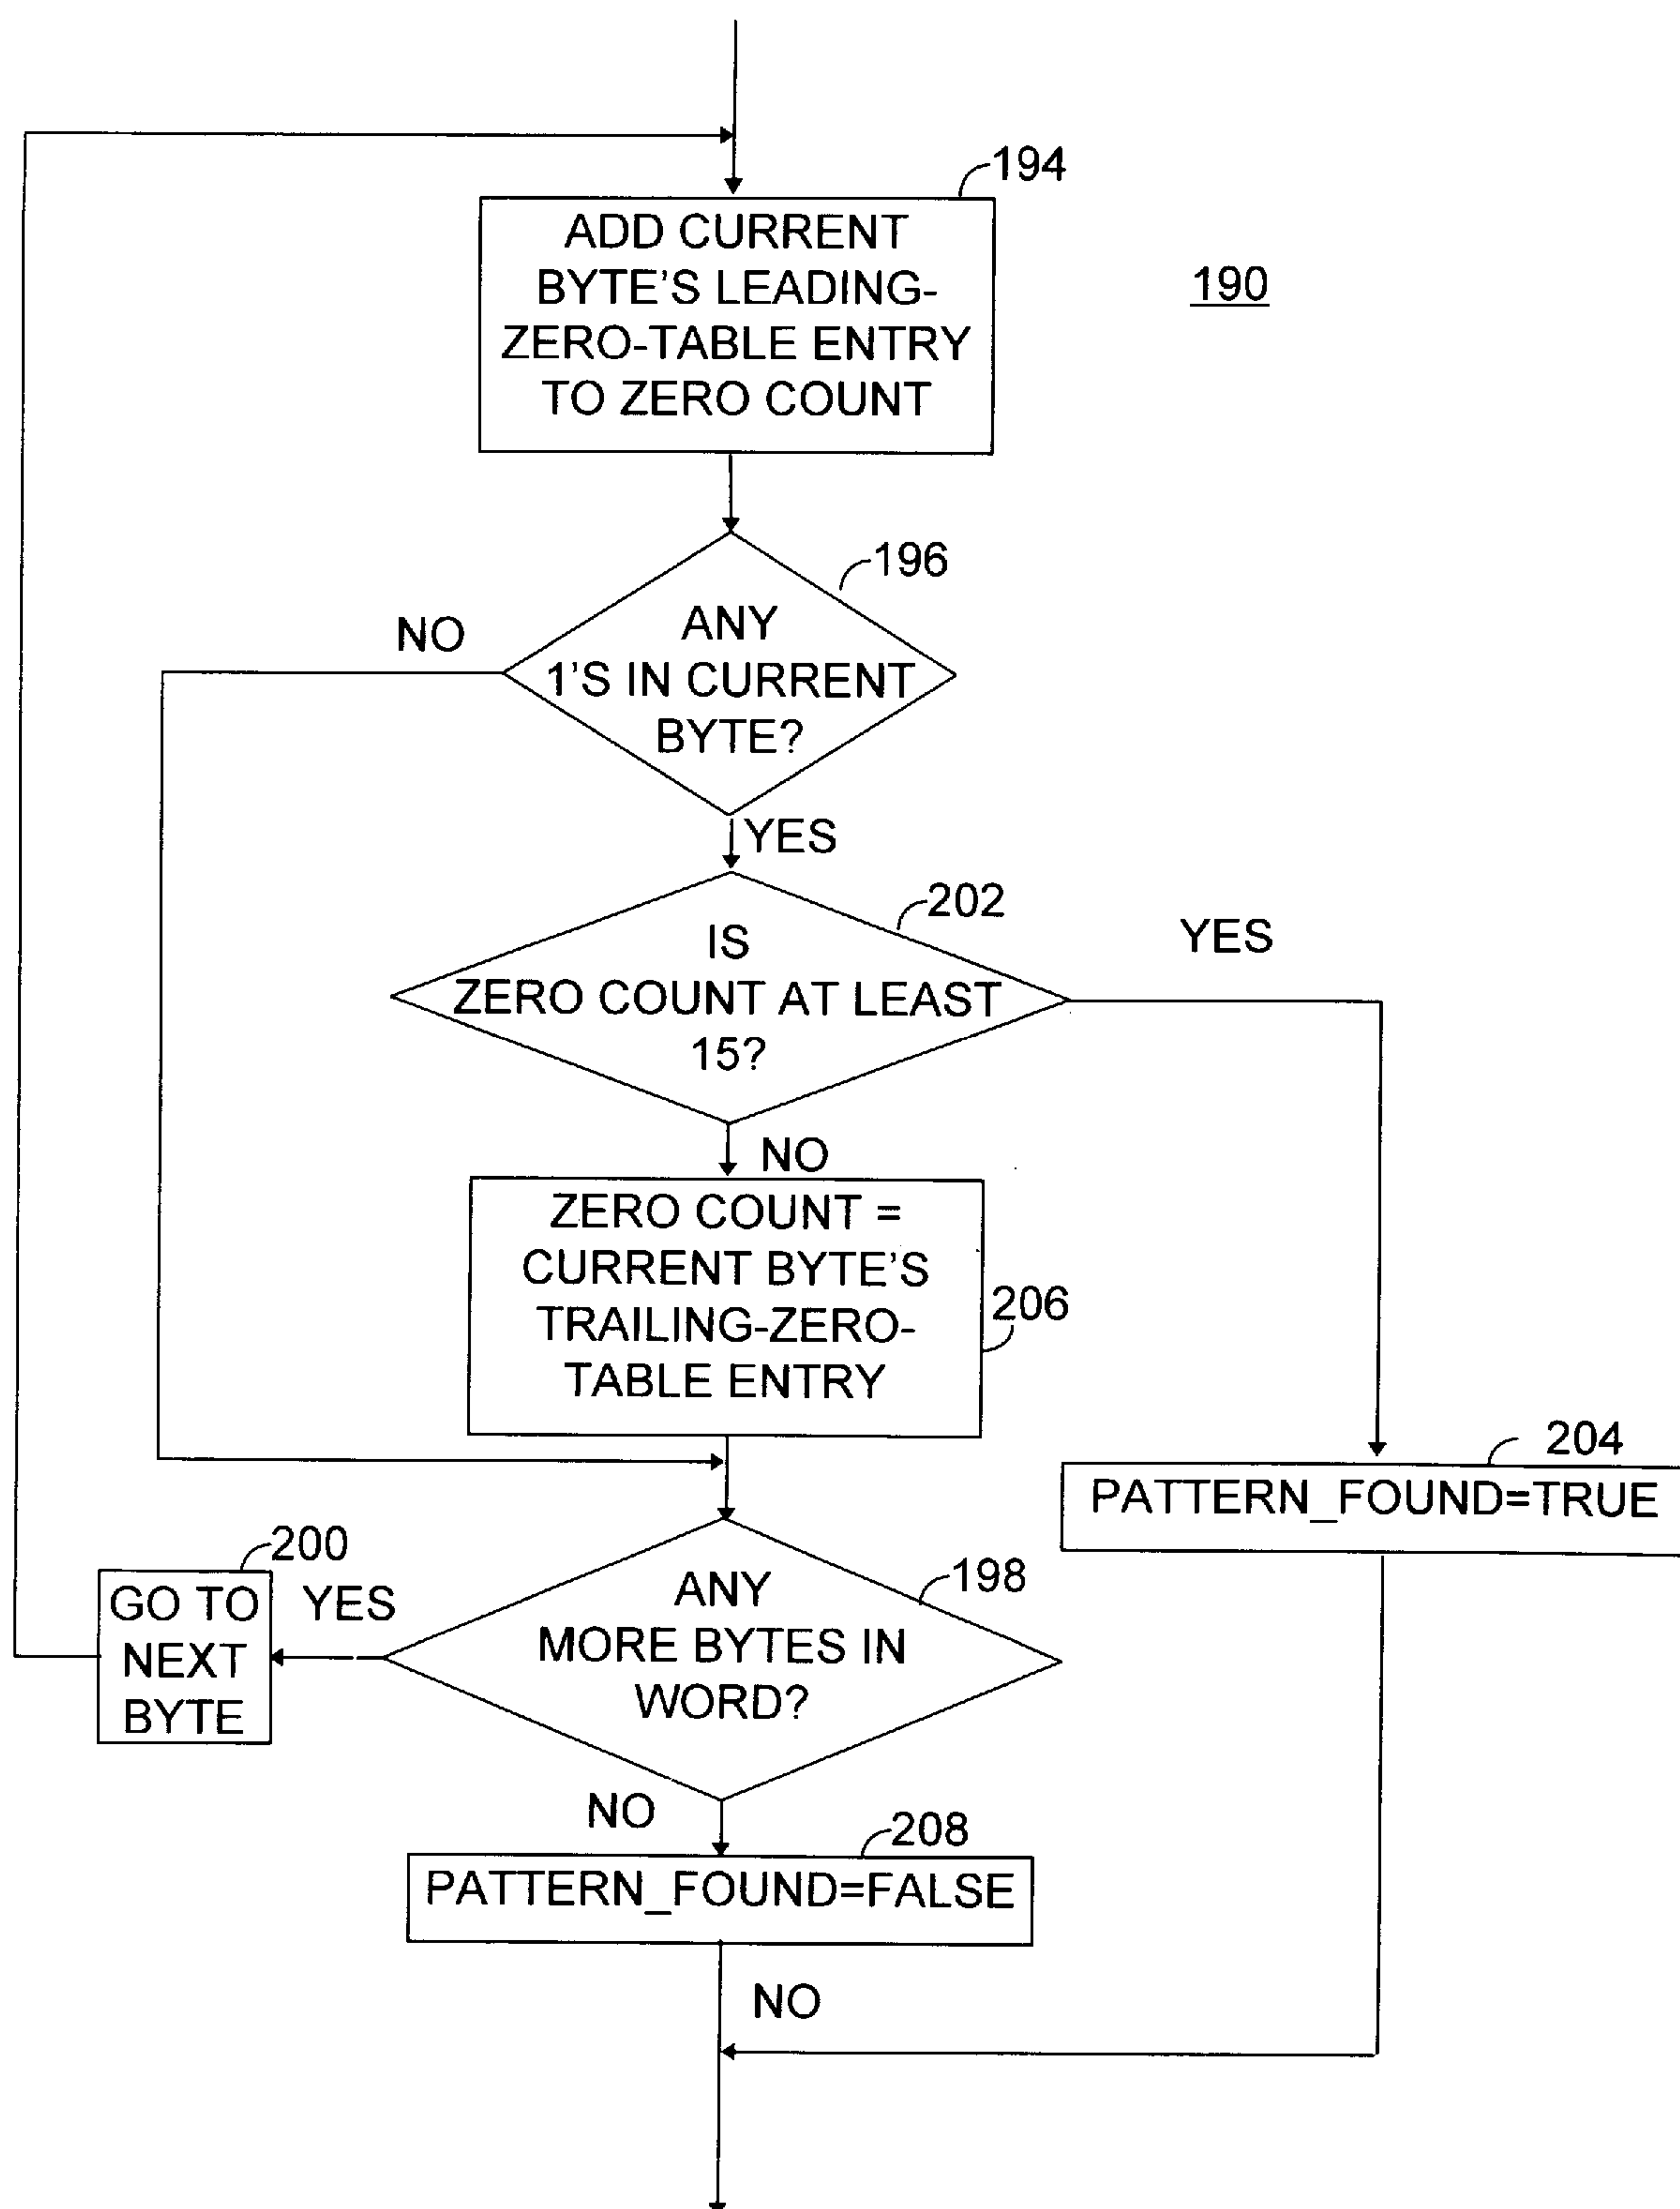 194
ADD CURRENT
BYTE'S LEADING-
ZERO-TABLE ENTRY
TO ZERO COUNT
190
196
NO
ANY
1'S IN CURRENT
BYTE?
YES
202
YES
IS
ZERO COUNT AT LEAST
15?
NO
ZERO COUNT =
CURRENT BYTE'S
TRAILING-ZERO-
TABLE ENTRY
206
204
PATTERN_FOUND=TRUE
200
GO TO
NEXT
BYTE
YES
198
ANY
MORE BYTES IN
WORD?
NO
208
PATTERN_FOUND=FALSE
NO